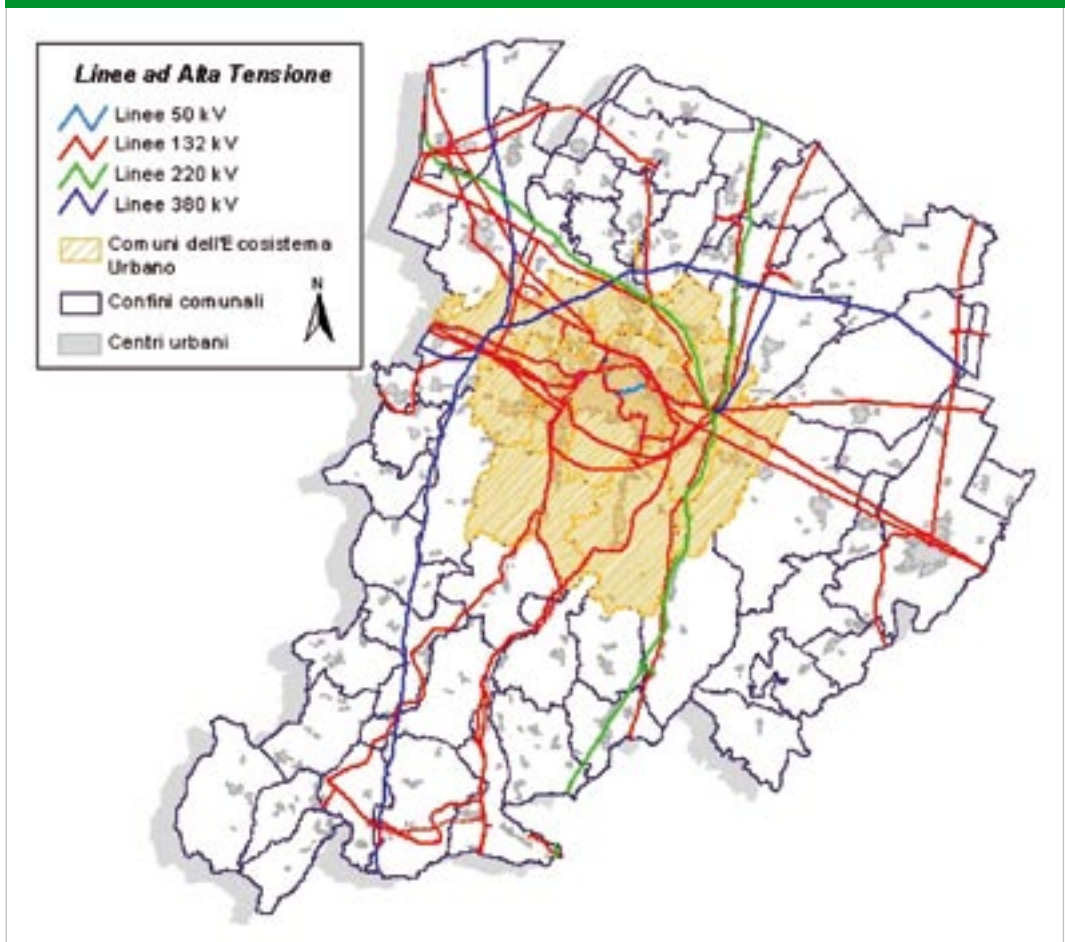 Linee ad Alta Tensione
Linee 50 kV
Linee 132 kV
Linee 220 kV
Linee 380 kV
Comuni dell'Ecosistema
Urbano
N
Confini comunali
Centri urbani